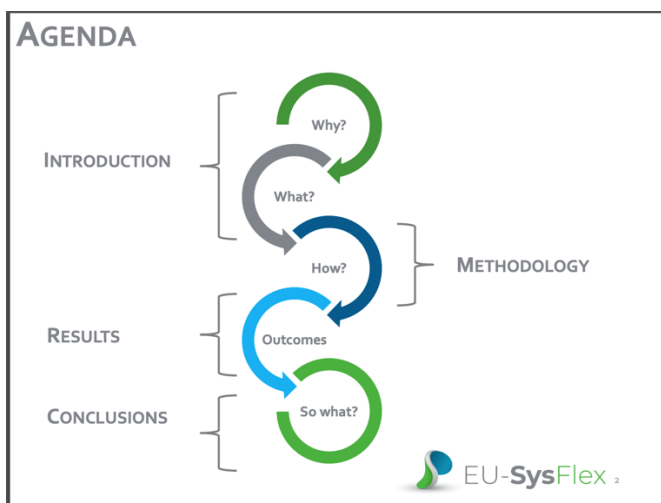 AGENDA
Why?
INTRODUCTION
What?
How?
METHODOLOGY
RESULTS
Outcomes
CONCLUSIONS
So what?
EU-SysFlex 2